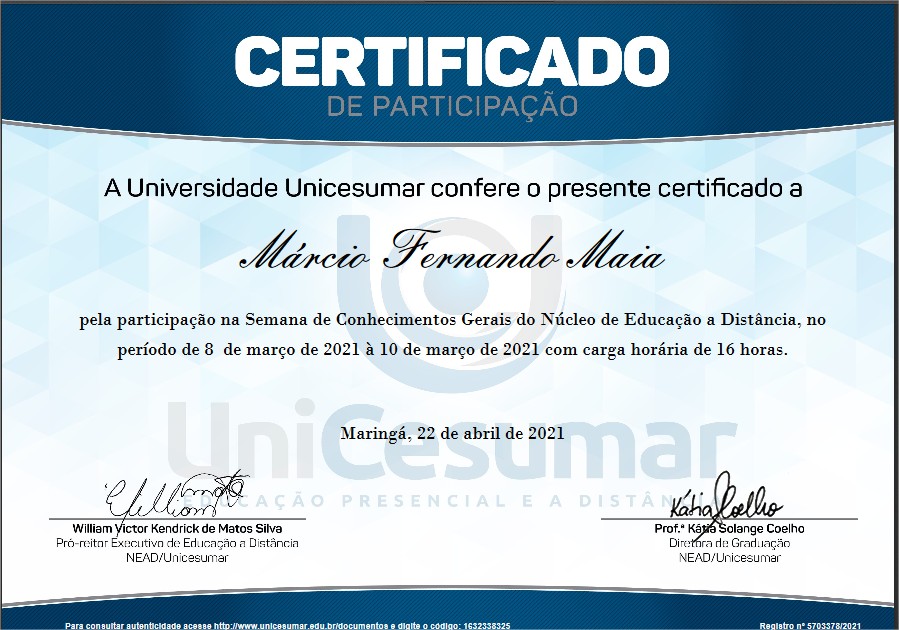 CERTIFICADO
DE PARTICIPAÇÃO
A Universidade Unicesumar confere o presente certificado a
Márcio Fernando Maia
pela participação na Semana de Conhecimentos Gerais do Núcleo de Educação a Distância, no
período de 8 de março de 2021 à 10 de março de 2021 com carga horária de 16 horas.
UniCesumar
Maringá, 22 de abril de 2021
EDUCAÇÃO PRESENCIAL E A DISTÂNCIA
Kátia Coelho
William Victor Kendrick de Matos Silva
Pró-reitor Executivo de Educação a Distância
NEAD/Unicesumar
Prof.ª Kátia Solange Coelho
Diretora de Graduação
NEAD/Unicesumar
Para consultar autenticidade acesse http://www.unicesumar.edu.br/documentos e digite o código: 1632338325
Registro nº 5703378/2021